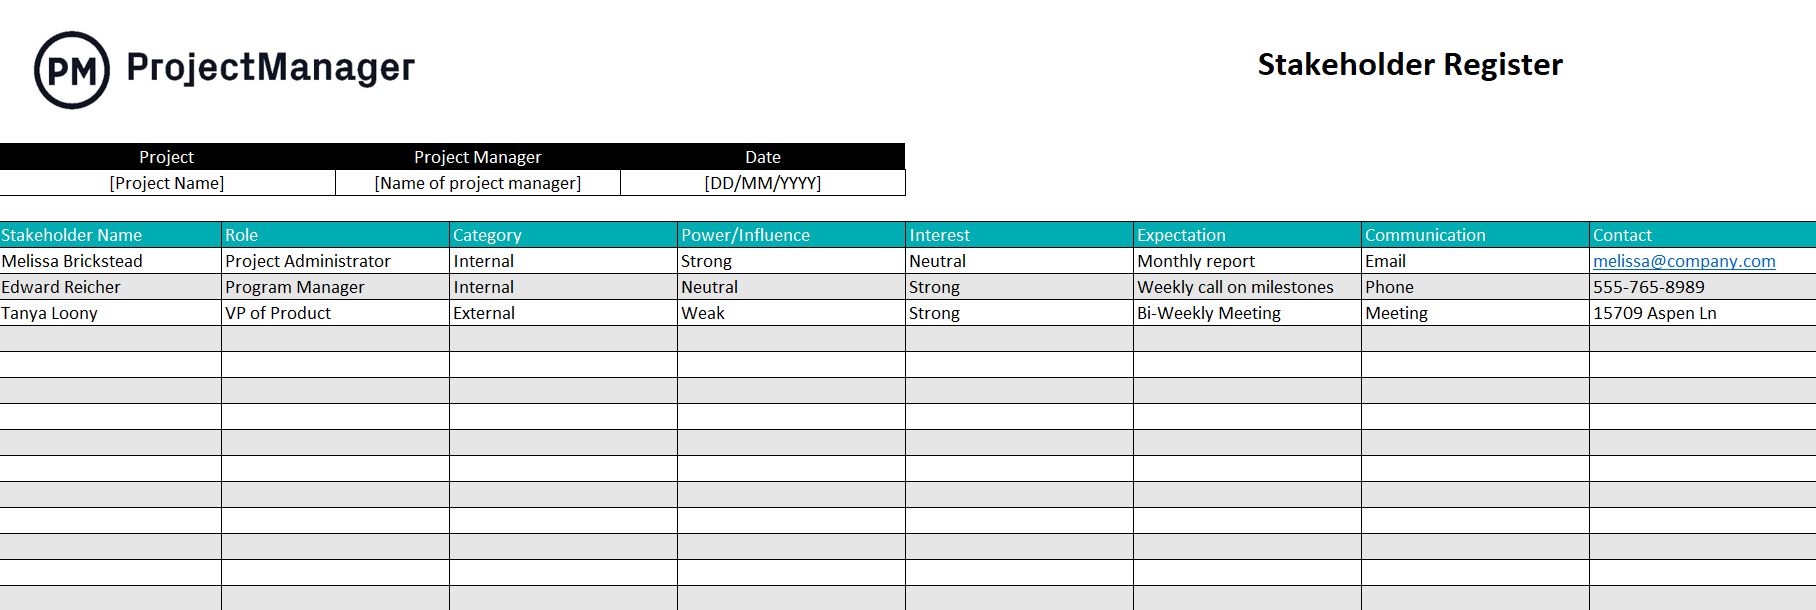 PM ProjectManager
Stakeholder Register
Project Project Manager Date
[Project Name] [Name of project manager] [DD/MM/YYYY]
Stakeholder Name Role Category Power/Influence Interest Expectation Communication Contact
Melissa Brickstead Project Administrator Internal Strong Neutral Monthly report Email melissa@company.com
Edward Reicher Program Manager Internal Neutral Strong Weekly call on milestones Phone 555-765-8989
Tanya Loony VP of Product External Weak Strong Bi-Weekly Meeting Meeting 15709 Aspen Ln